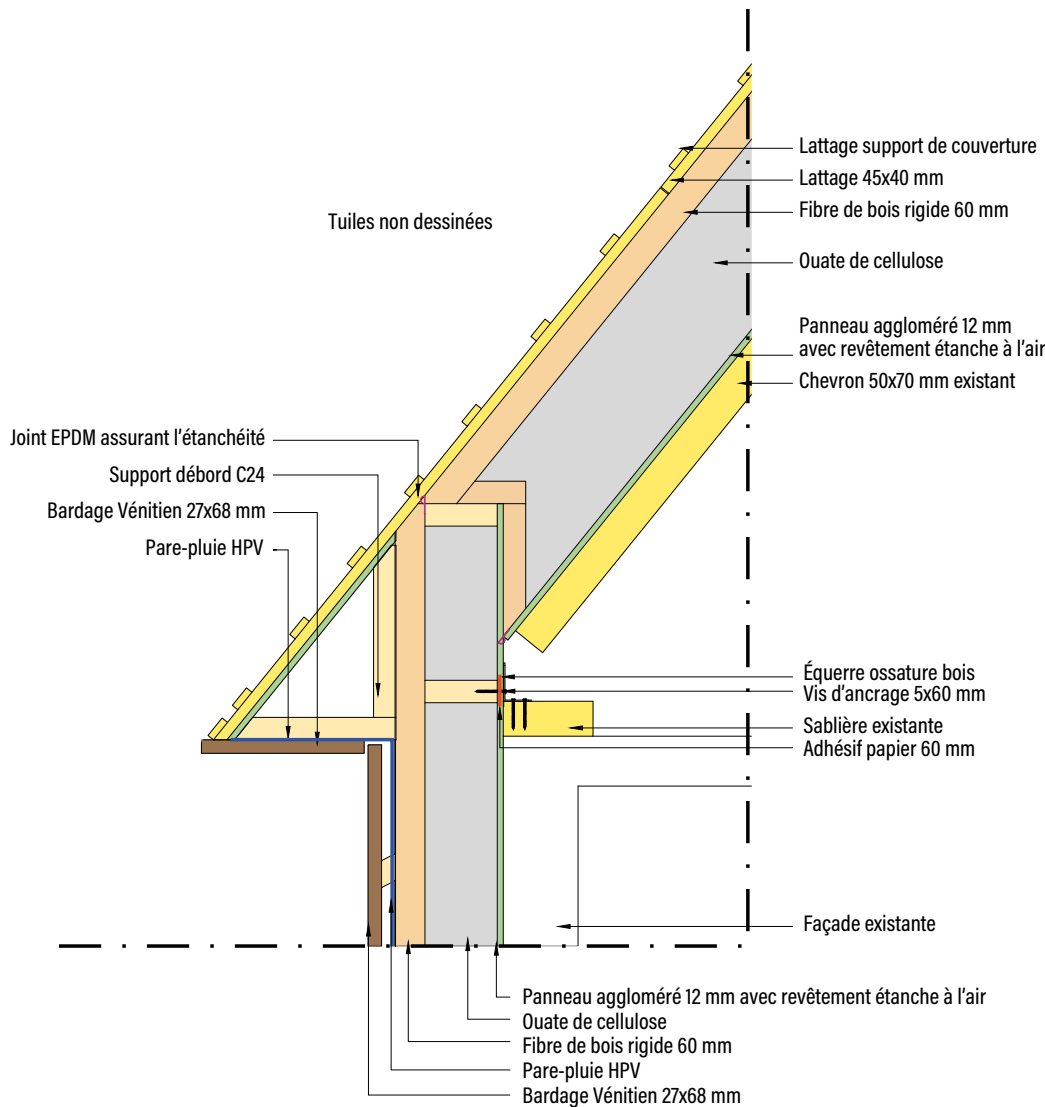 Lattage support de couverture
Lattage 45x40 mm
Fibre de bois rigide 60 mm
Tuiles non dessinées
Ouate de cellulose
Panneau aggloméré 12 mm
avec revêtement étanche à l'air
Chevron 50x70 mm existant
Joint EPDM assurant l'étanchéité
Support débord C24
Bardage Vénitien 27x68 mm
Pare-pluie HPV
Équerre ossature bois
Vis d'ancrage 5x60 mm
Sablière existante
Adhésif papier 60 mm
Façade existante
Panneau aggloméré 12 mm avec revêtement étanche à l'air
Ouate de cellulose
Fibre de bois rigide 60 mm
Pare-pluie HPV
Bardage Vénitien 27x68 mm